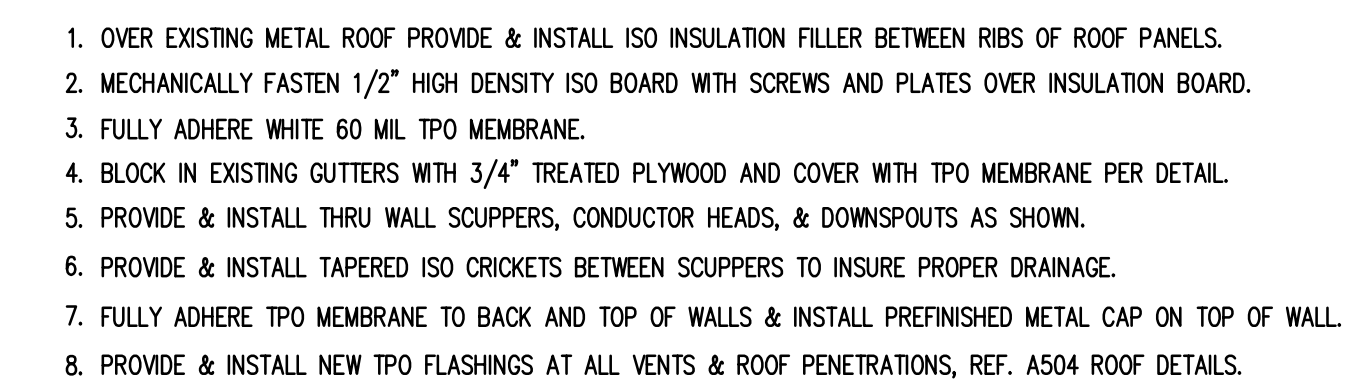 1. OVER EXISTING METAL ROOF PROVIDE & INSTALL ISO INSULATION FILLER BETWEEN RIBS OF ROOF PANELS.
2. MECHANICALLY FASTEN 1/2" HIGH DENSITY ISO BOARD WITH SCREWS AND PLATES OVER INSULATION BOARD.
3. FULLY ADHERE WHITE 60 MIL TPO MEMBRANE.
4. BLOCK IN EXISTING GUTTERS WITH 3/4" TREATED PLYWOOD AND COVER WITH TPO MEMBRANE PER DETAIL.
5. PROVIDE & INSTALL THRU WALL SCUPPERS, CONDUCTOR HEADS, & DOWNSPOUTS AS SHOWN.
6. PROVIDE & INSTALL TAPERED ISO CRICKETS BETWEEN SCUPPERS TO INSURE PROPER DRAINAGE.
7. FULLY ADHERE TPO MEMBRANE TO BACK AND TOP OF WALLS & INSTALL PREFINISHED METAL CAP ON TOP OF WALL.
8. PROVIDE & INSTALL NEW TPO FLASHINGS AT ALL VENTS & ROOF PENETRATIONS, REF. A504 ROOF DETAILS.